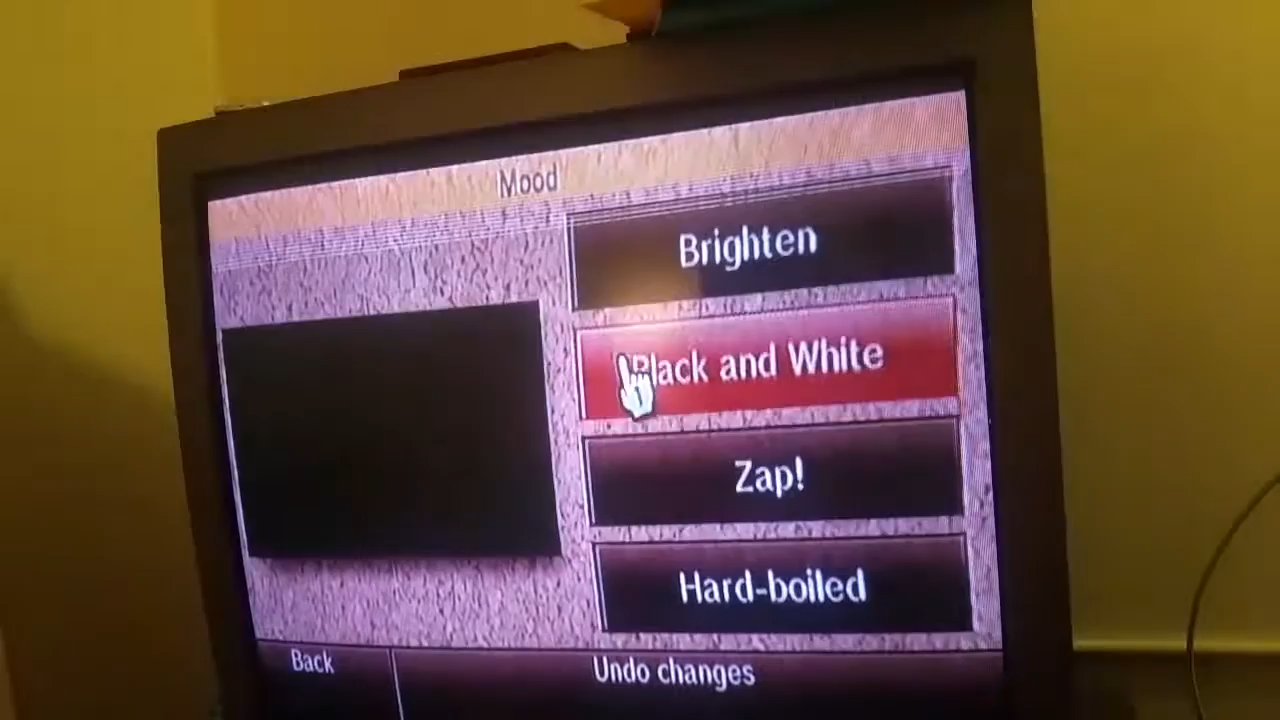 Mood
Brighten
Black and White
Zap!
Hard-boiled
Back
Undo changes